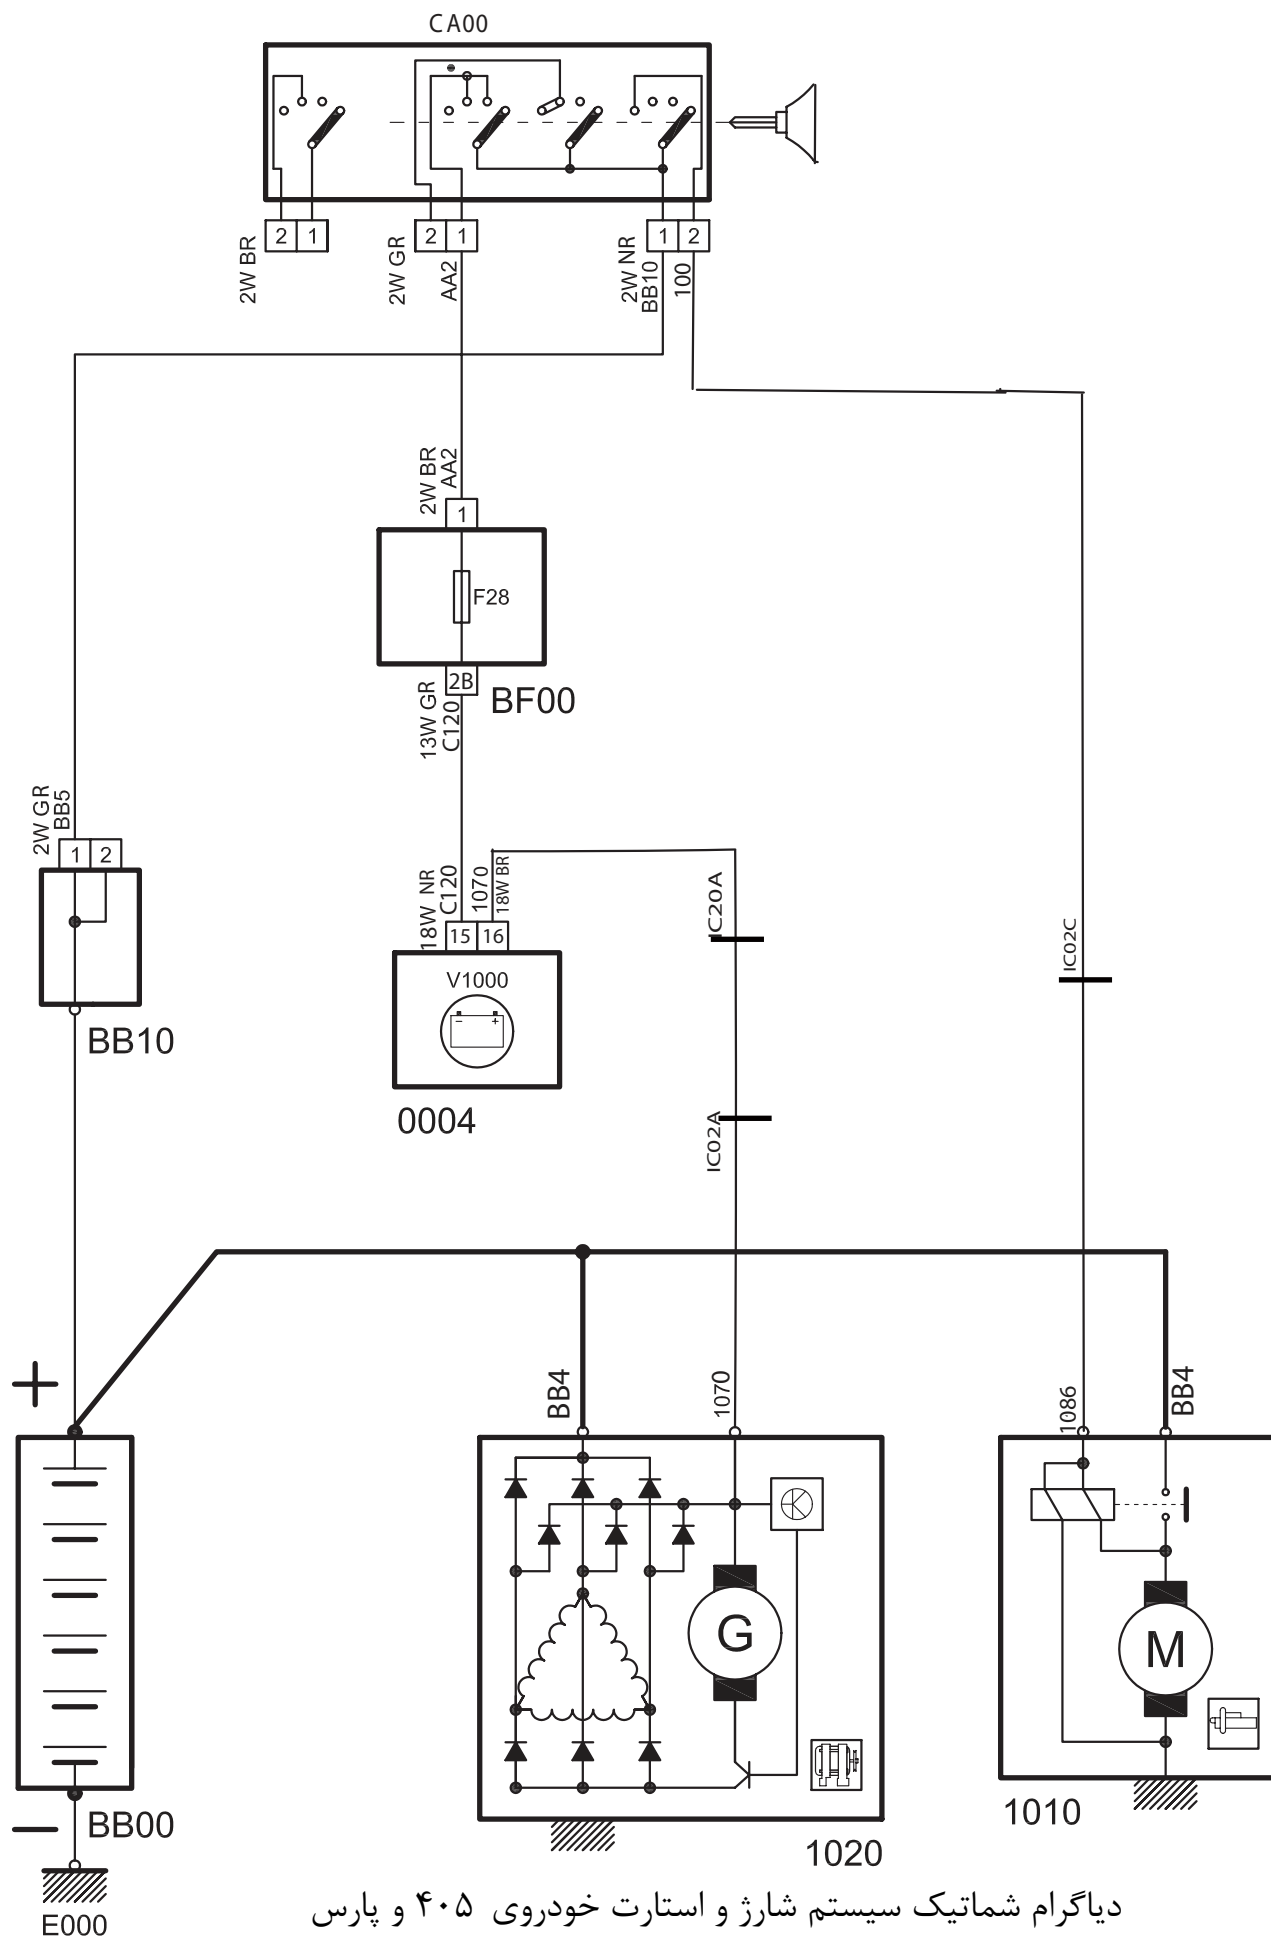 CA00
2 1
2 1
1 2
2W BR
2W GR
AA2
2W NR
BB10
100
2W BR
AA2
1
F28
2B
BF00
13W GR
C120
2W GR
BB5
1 2
BB10
18W NR
C120
1070
18W BR
15 16
V1000
- +
0004
IC20A
IC02A
IC02C
+
BB4
1070
1086
BB4
G
M
1010
1020
BB00
−
E000
دیاگرام شماتیک سیستم شارژ و استارت خودروی ۴۰۵ و پارس